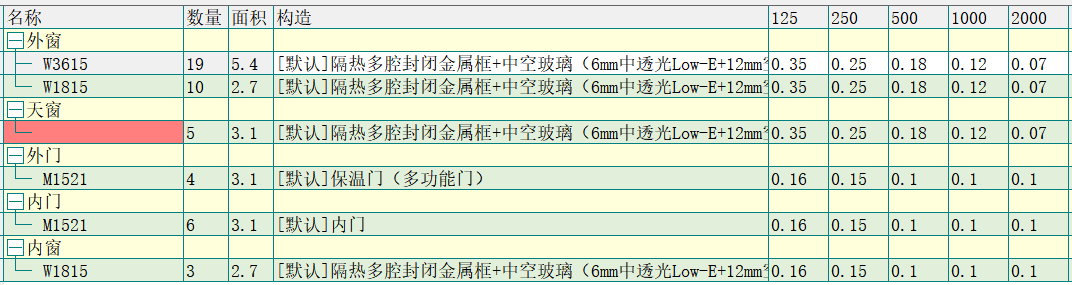 名称 数量 面积 构造 125 250 500 1000 2000
外窗
W3615 19 5.4 [默认]隔热多腔封闭金属框+中空玻璃（6mm中透光Low-E+12mm 0.35 0.25 0.18 0.12 0.07
W1815 10 2.7 [默认]隔热多腔封闭金属框+中空玻璃（6mm中透光Low-E+12mm 0.35 0.25 0.18 0.12 0.07
天窗
5 3.1 [默认]隔热多腔封闭金属框+中空玻璃（6mm中透光Low-E+12mm 0.35 0.25 0.18 0.12 0.07
外门
M1521 4 3.1 [默认]保温门（多功能门） 0.16 0.15 0.1 0.1 0.1
内门
M1521 6 3.1 [默认]内门 0.16 0.15 0.1 0.1 0.1
内窗
W1815 3 2.7 [默认]隔热多腔封闭金属框+中空玻璃（6mm中透光Low-E+12mm 0.16 0.15 0.1 0.1 0.1